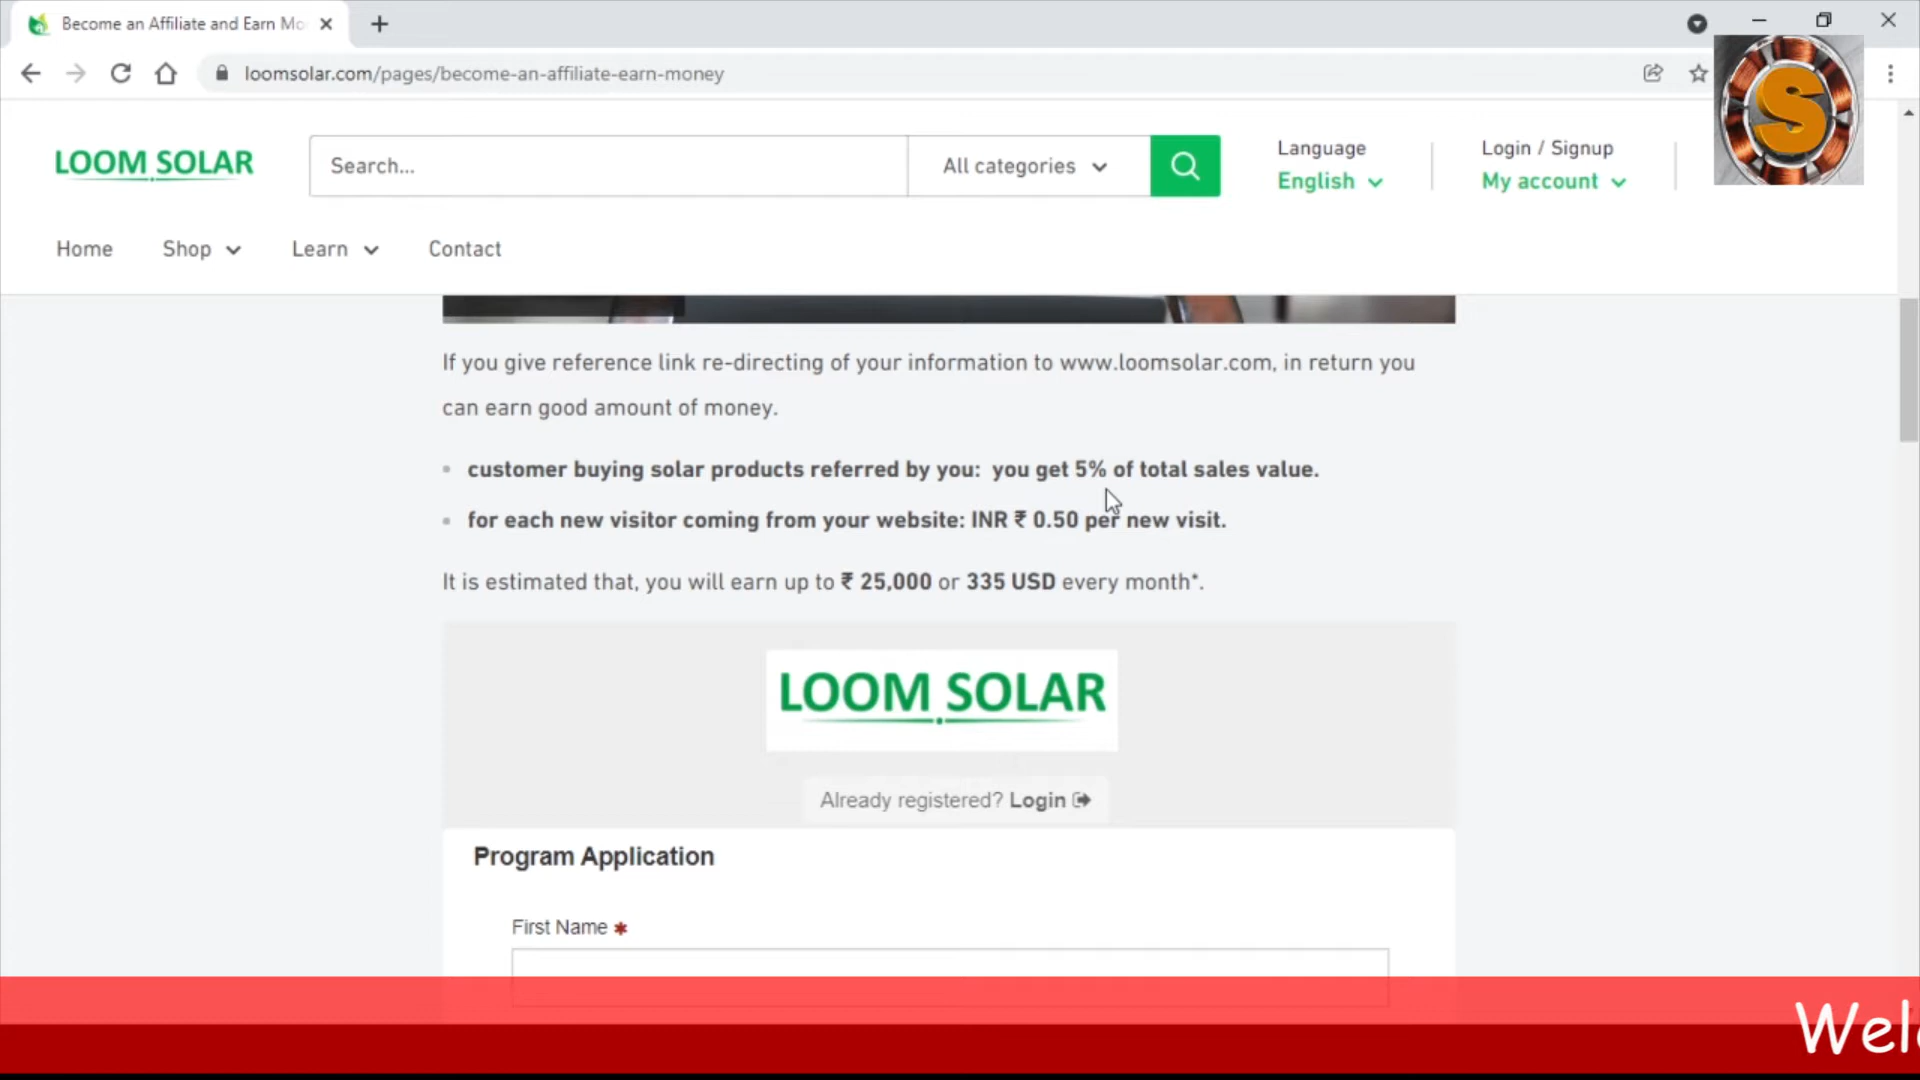 Become an Affiliate and Earn Mo
loomsolar.com/pages/become-an-affiliate-earn-money
S
LOOM SOLAR
Search...
All categories
Language
English
Login / Signup
My account
Home
Shop
Learn
Contact
If you give reference link re-directing of your information to www.loomsolar.com, in return you
can earn good amount of money.
customer buying solar products referred by you: you get 5% of total sales value.
for each new visitor coming from your website: INR ₹ 0.50 per new visit.
It is estimated that, you will earn up to ₹ 25,000 or 335 USD every month*.
LOOM SOLAR
Already registered? Login
Program Application
First Name *